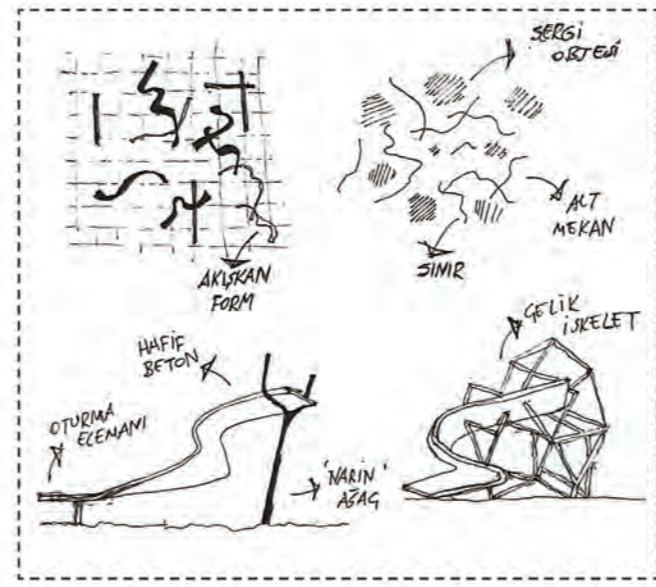 SERGİ
OBJESİ
ALT
MEKAN
SINIR
AKIŞKAN
FORM
HAFİF
BETON
ÇELİK
İSKELET
OTURMA
ELEMANI
'NARİN'
AĞAÇ